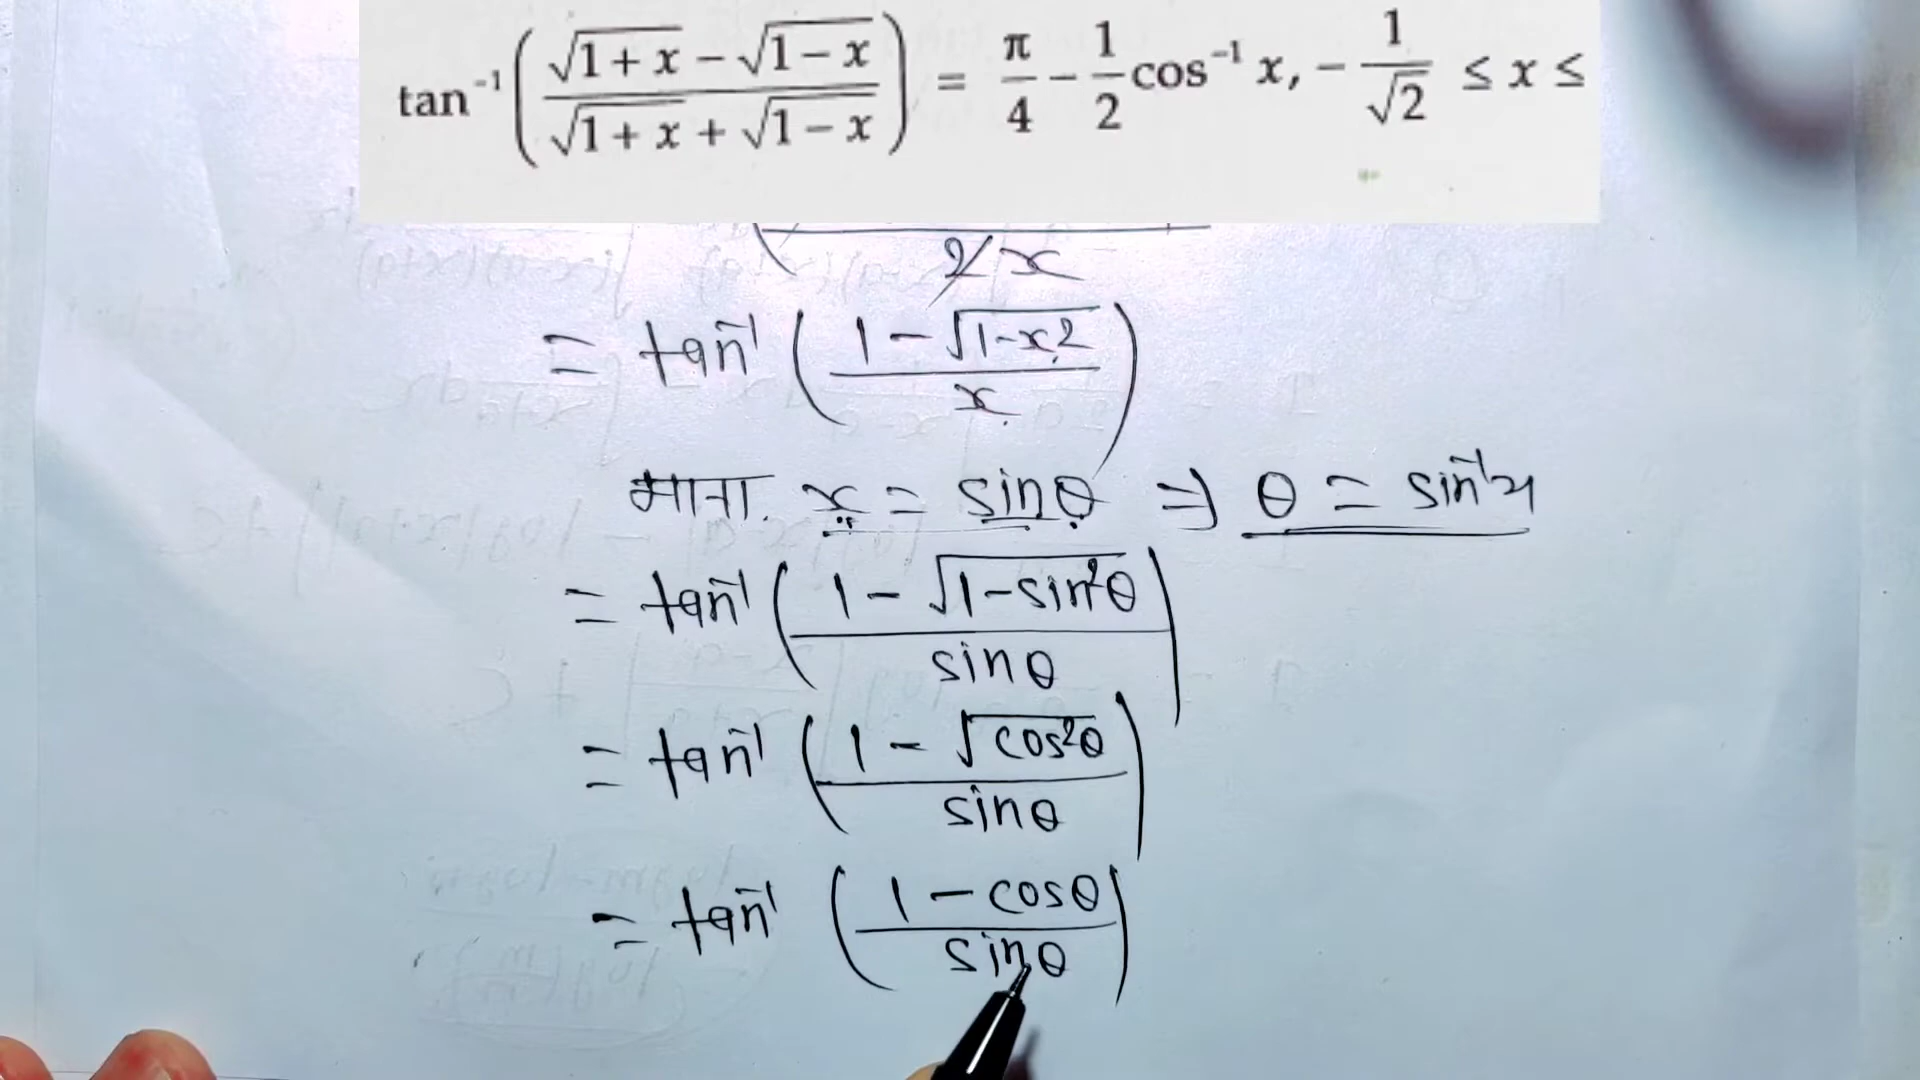 tan⁻¹ ( (√(1 + x) − √(1 − x)) / (√(1 + x) + √(1 − x)) ) = π/4 − 1/2 cos⁻¹ x, − 1/√2 ≤ x ≤
2x
= tan⁻¹ ( (1 − √(1−x²)) / x )
माना. x = sinθ ⇒ θ = sin⁻¹x
= tan⁻¹ ( (1 − √(1−sin²θ)) / sinθ )
= tan⁻¹ ( (1 − √(cos²θ)) / sinθ )
= tan⁻¹ ( (1 − cosθ) / sinθ )